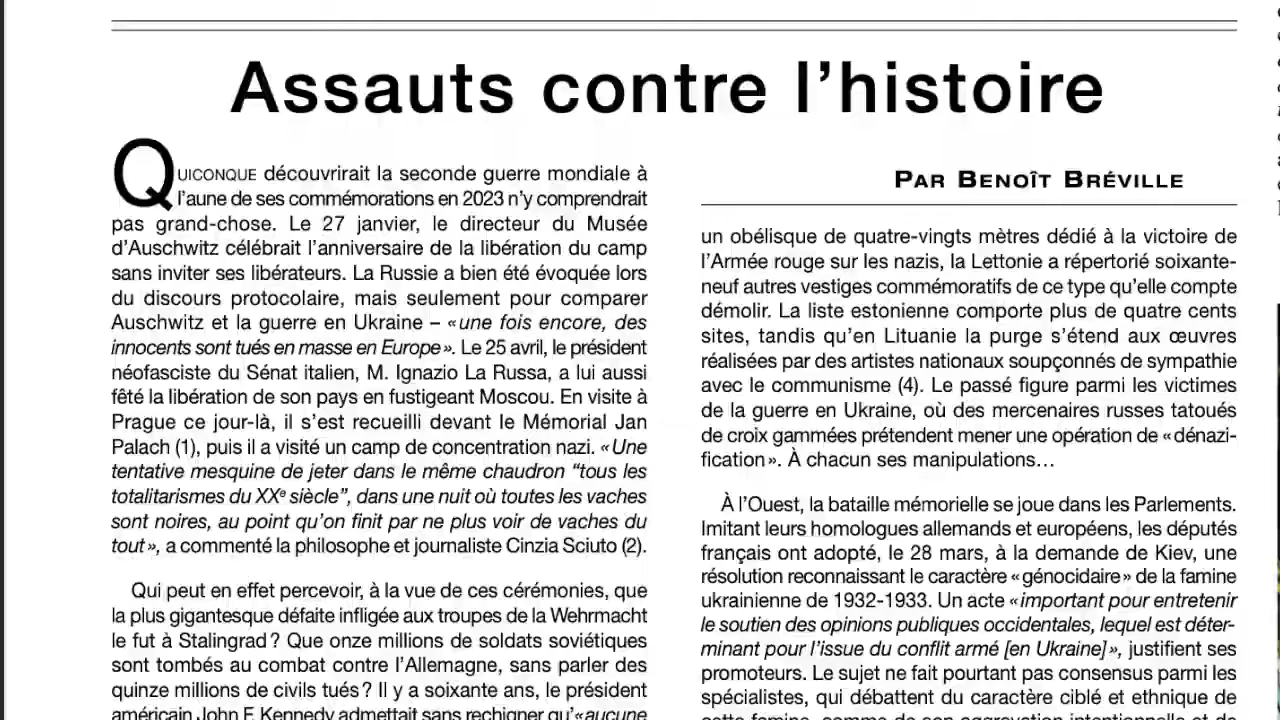 Assauts contre l’histoire
QUICONQUE découvrirait la seconde guerre mondiale à
l’aune de ses commémorations en 2023 n’y comprendrait
pas grand-chose. Le 27 janvier, le directeur du Musée
d’Auschwitz célébrait l’anniversaire de la libération du camp
sans inviter ses libérateurs. La Russie a bien été évoquée lors
du discours protocolaire, mais seulement pour comparer
Auschwitz et la guerre en Ukraine – «une fois encore, des
innocents sont tués en masse en Europe». Le 25 avril, le président
néofasciste du Sénat italien, M. Ignazio La Russa, a lui aussi
fêté la libération de son pays en fustigeant Moscou. En visite à
Prague ce jour-là, il s’est recueilli devant le Mémorial Jan
Palach (1), puis il a visité un camp de concentration nazi. «Une
tentative mesquine de jeter dans le même chaudron “tous les
totalitarismes du XXe siècle”, dans une nuit où toutes les vaches
sont noires, au point qu’on finit par ne plus voir de vaches du
tout», a commenté la philosophe et journaliste Cinzia Sciuto (2).
Qui peut en effet percevoir, à la vue de ces cérémonies, que
la plus gigantesque défaite infligée aux troupes de la Wehrmacht
le fut à Stalingrad? Que onze millions de soldats soviétiques
sont tombés au combat contre l’Allemagne, sans parler des
quinze millions de civils tués? Il y a soixante ans, le président
américain John F. Kennedy admettait sans rechigner qu’«aucune
PAR BENOÎT BRÉVILLE
un obélisque de quatre-vingts mètres dédié à la victoire de
l’Armée rouge sur les nazis, la Lettonie a répertorié soixante-
neuf autres vestiges commémoratifs de ce type qu’elle compte
démolir. La liste estonienne comporte plus de quatre cents
sites, tandis qu’en Lituanie la purge s’étend aux œuvres
réalisées par des artistes nationaux soupçonnés de sympathie
avec le communisme (4). Le passé figure parmi les victimes
de la guerre en Ukraine, où des mercenaires russes tatoués
de croix gammées prétendent mener une opération de «dénazi-
fication». À chacun ses manipulations…
À l’Ouest, la bataille mémorielle se joue dans les Parlements.
Imitant leurs homologues allemands et européens, les députés
français ont adopté, le 28 mars, à la demande de Kiev, une
résolution reconnaissant le caractère «génocidaire» de la famine
ukrainienne de 1932-1933. Un acte «important pour entretenir
le soutien des opinions publiques occidentales, lequel est déter-
minant pour l’issue du conflit armé [en Ukraine]», justifient ses
promoteurs. Le sujet ne fait pourtant pas consensus parmi les
spécialistes, qui débattent du caractère ciblé et ethnique de
cette famine, comme de son aggravation intentionnelle et de